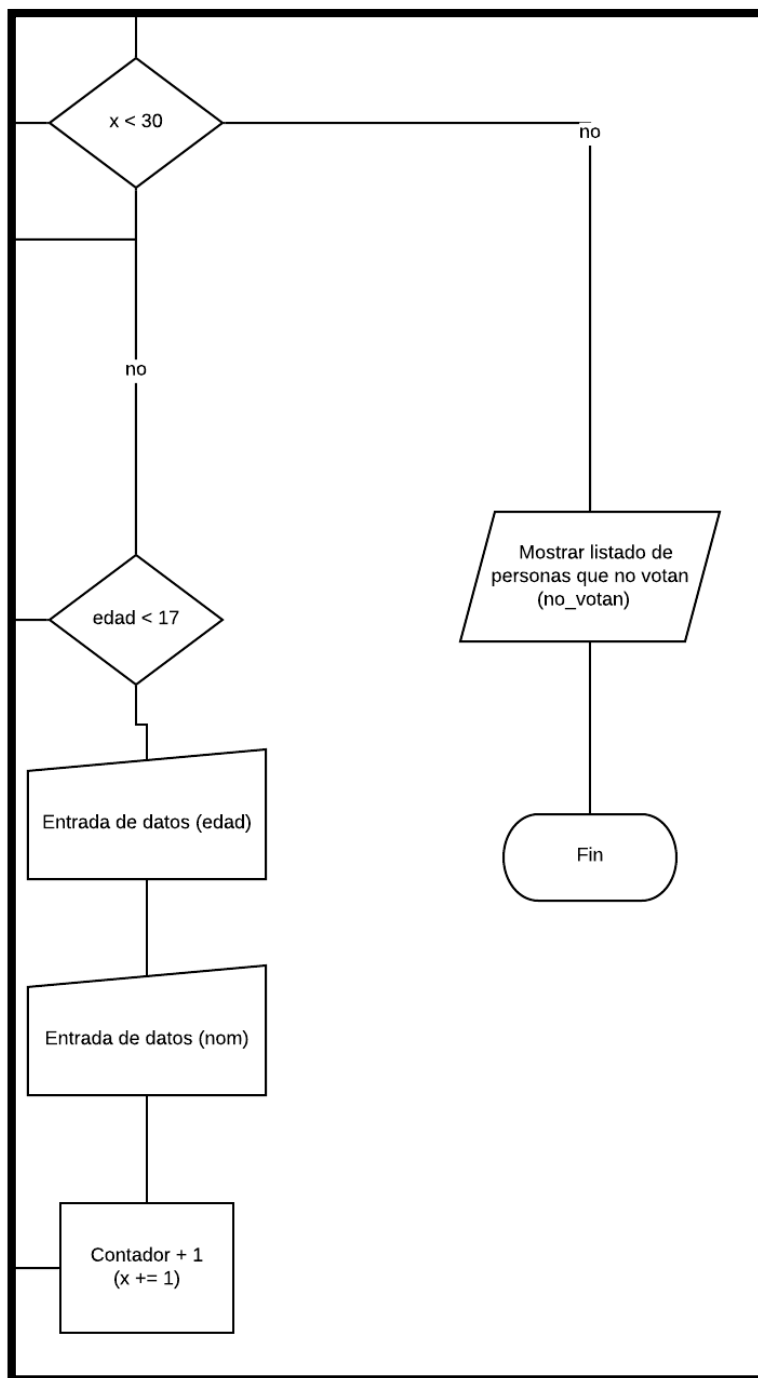 x < 30
no
no
edad < 17
Mostrar listado de
personas que no votan
(no_votan)
Entrada de datos (edad)
Fin
Entrada de datos (nom)
Contador + 1
(x += 1)